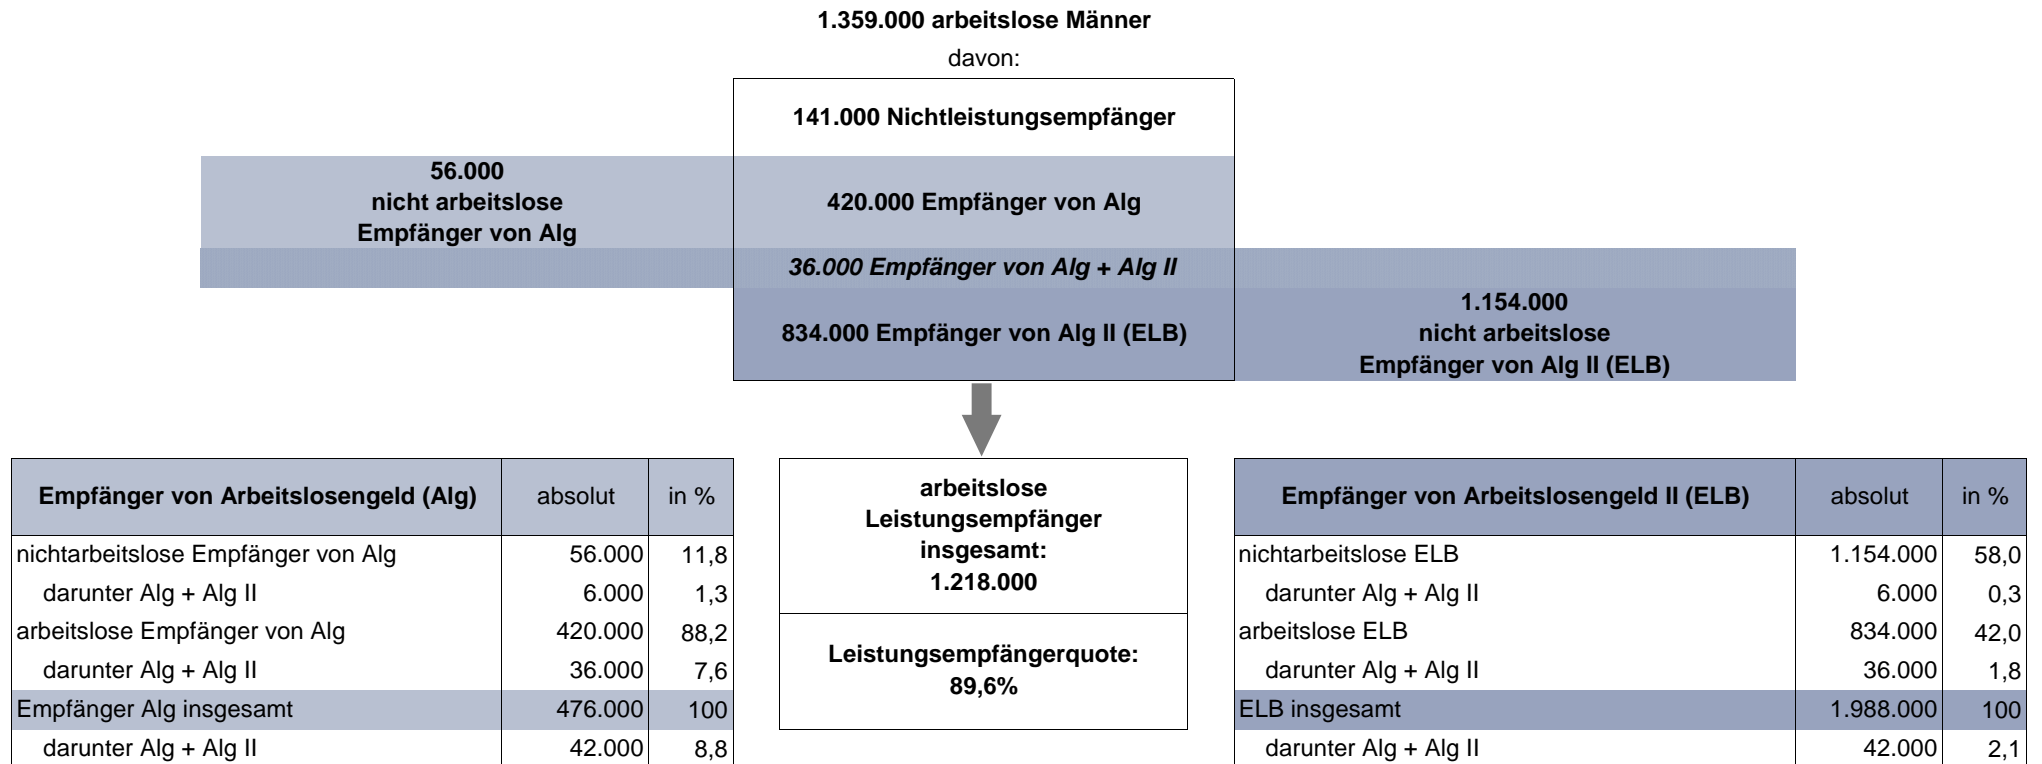 1.359.000 arbeitslose Männer
davon:
141.000 Nichtleistungsempfänger
56.000
nicht arbeitslose
Empfänger von Alg
420.000 Empfänger von Alg
36.000 Empfänger von Alg + Alg II
834.000 Empfänger von Alg II (ELB)
1.154.000
nicht arbeitslose
Empfänger von Alg II (ELB)
Empfänger von Arbeitslosengeld (Alg) absolut in %
nichtarbeitslose Empfänger von Alg 56.000 11,8
darunter Alg + Alg II 6.000 1,3
arbeitslose Empfänger von Alg 420.000 88,2
darunter Alg + Alg II 36.000 7,6
Empfänger Alg insgesamt 476.000 100
darunter Alg + Alg II 42.000 8,8
arbeitslose
Leistungsempfänger
insgesamt:
1.218.000
Leistungsempfängerquote:
89,6%
Empfänger von Arbeitslosengeld II (ELB) absolut in %
nichtarbeitslose ELB 1.154.000 58,0
darunter Alg + Alg II 6.000 0,3
arbeitslose ELB 834.000 42,0
darunter Alg + Alg II 36.000 1,8
ELB insgesamt 1.988.000 100
darunter Alg + Alg II 42.000 2,1